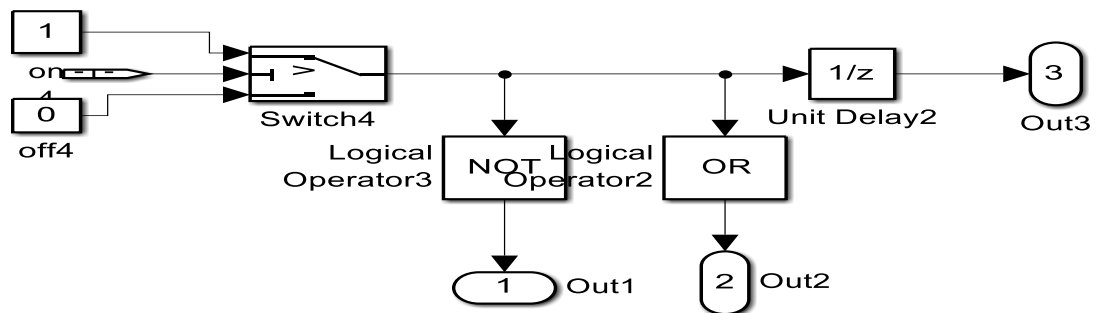 1
on
4
0
off4
>
Switch4
1/z
Unit Delay2
3
Out3
Logical
Operator3
NOT
Logical
Operator2
OR
1
Out1
2
Out2